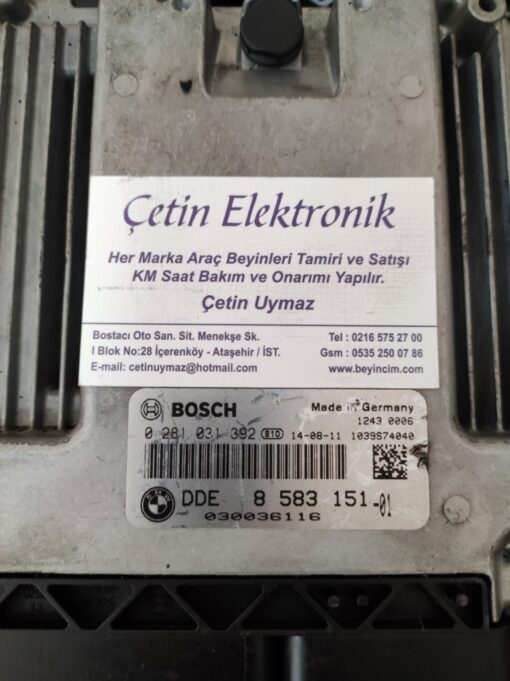 Çetin Elektronik
Her Marka Araç Beyinleri Tamiri ve Satışı
KM Saat Bakım ve Onarımı Yapılır.
Çetin Uymaz
Bostacı Oto San. Sit. Menekşe Sk. Tel : 0216 575 27 00
I Blok No:28 İçerenköy - Ataşehir / İST. Gsm : 0535 250 07 86
E-mail: cetinuymaz@hotmail.com www.beyincim.com
BOSCH Made in Germany
1243 0006
0 281 031 392 810 14-08-11 1039S74040
BMW
DDE 8 583 151-01
030036116